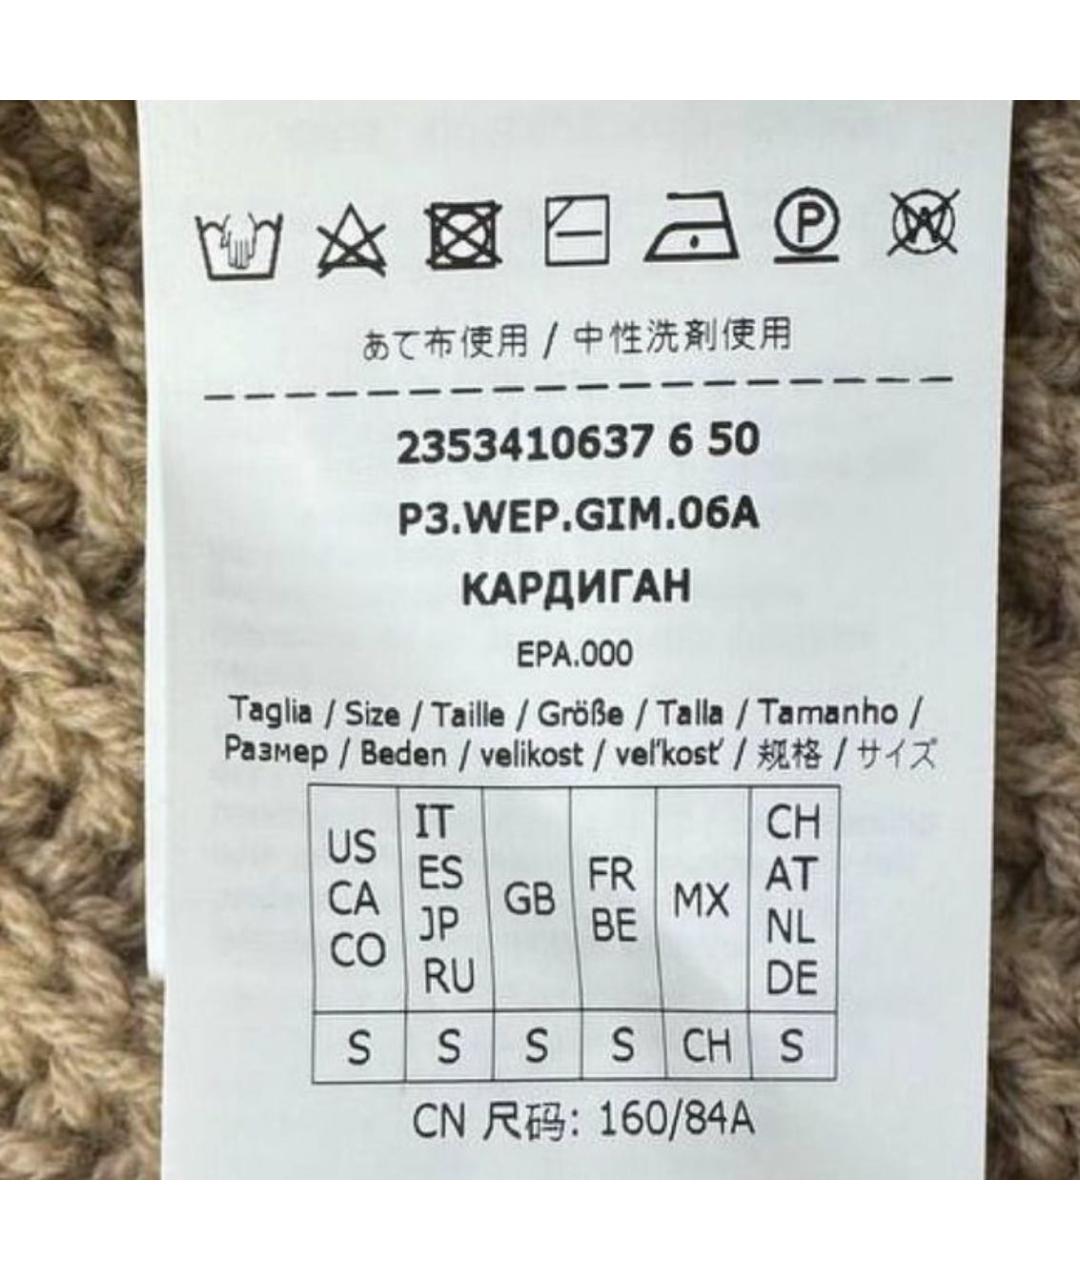 P
W
あて布使用 / 中性洗剤使用
2353410637 6 50
P3.WEP.GIM.06A
КАРДИГАН
EPA.000
Taglia / Size / Taille / Größe / Talla / Tamanho /
Размер / Beden / velikost / veľkosť / 规格 / サイズ
US CA CO IT ES JP RU GB FR BE MX CH AT NL DE
S S S S CH S
CN 尺码: 160/84A